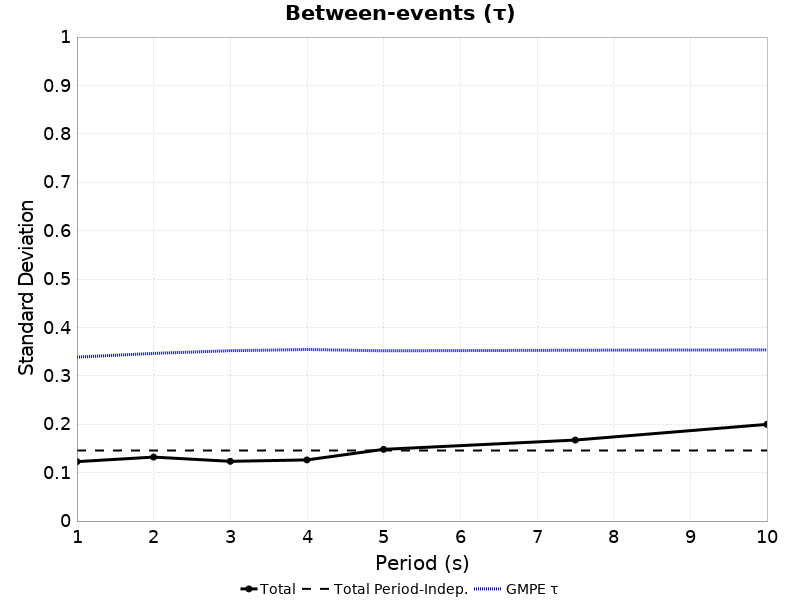 Between-events (τ)
1
0.9
0.8
0.7
0.6
0.5
0.4
0.3
0.2
0.1
0
Standard Deviation
1 2 3 4 5 6 7 8 9 10
Period (s)
Total Total Period-Indep. GMPE τ